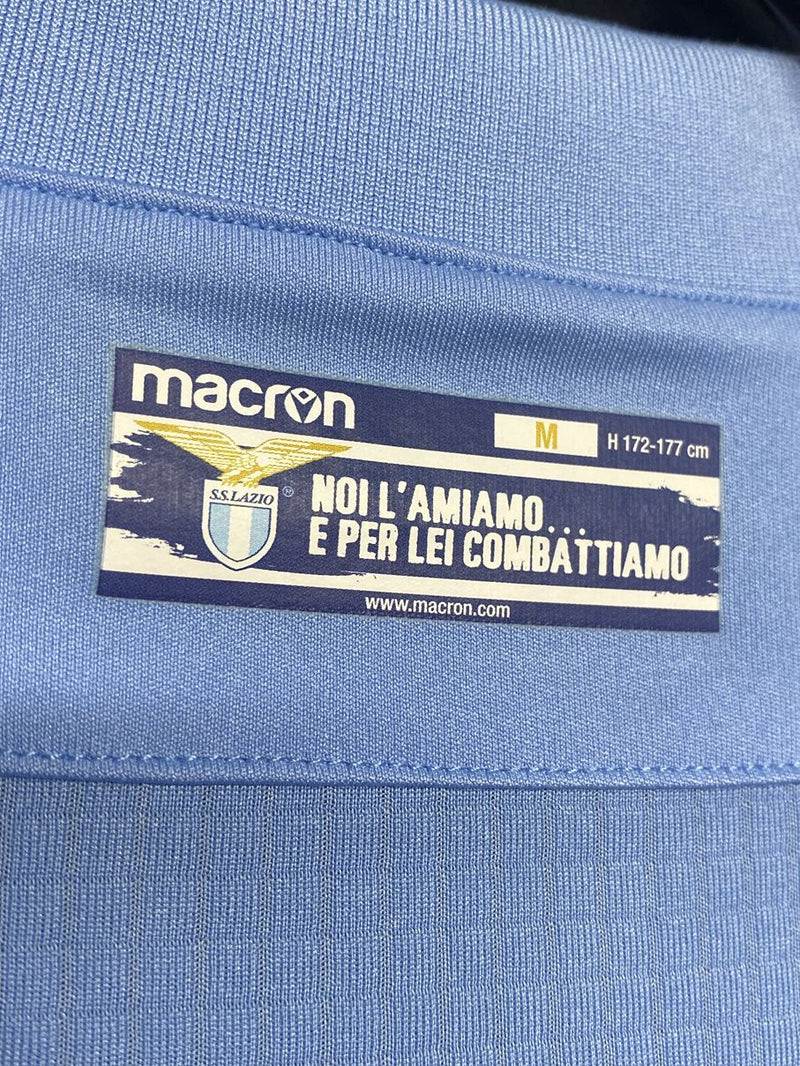 macron
M
H 172-177 cm
S.S.LAZIO
®
NOI L'AMIAMO...
E PER LEI COMBATTIAMO
www.macron.com